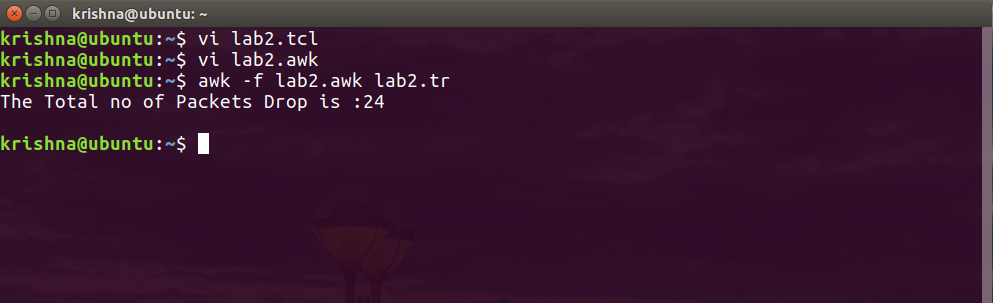 krishna@ubuntu: ~
krishna@ubuntu:~$ vi lab2.tcl
krishna@ubuntu:~$ vi lab2.awk
krishna@ubuntu:~$ awk -f lab2.awk lab2.tr
The Total no of Packets Drop is :24
krishna@ubuntu:~$